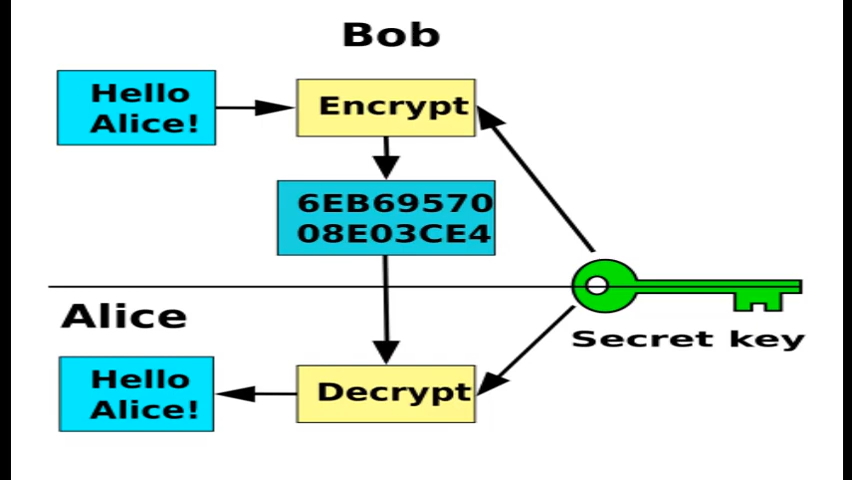 Bob
Hello
Alice!
Encrypt
6EB69570
08E03CE4
Alice
Secret key
Hello
Alice!
Decrypt